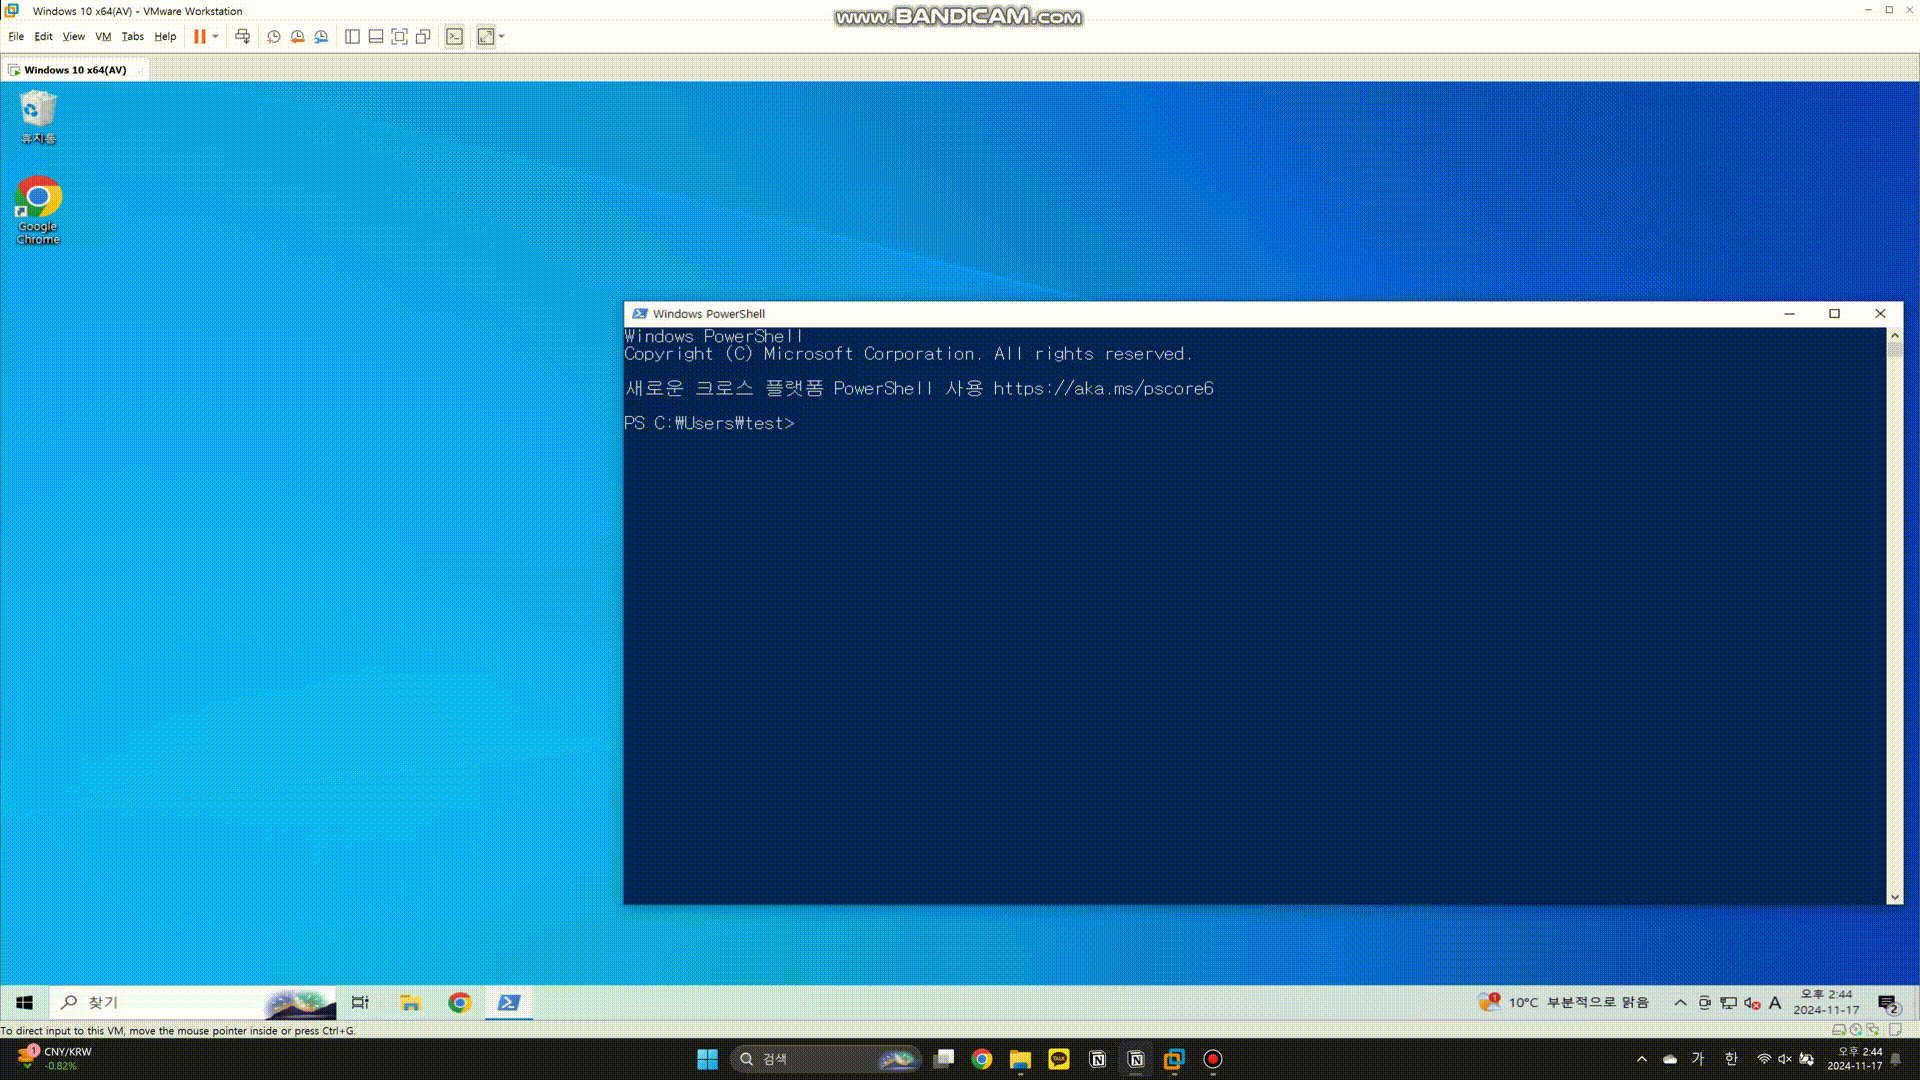 Windows 10 x64(AV) - VMware Workstation
www.BANDICAM.com
File Edit View VM Tabs Help
Windows 10 x64(AV)
휴지통
Google
Chrome
Windows PowerShell
Windows PowerShell
Copyright (C) Microsoft Corporation. All rights reserved.
새로운 크로스 플랫폼 PowerShell 사용 https://aka.ms/pscore6
PS C:₩Users₩test>
찾기
1
10°C 부분적으로 맑음
A
오후 2:44
2024-11-17
2
To direct input to this VM, move the mouse pointer inside or press Ctrl+G.
1
CNY/KRW
-0.82%
검색
TALK
가
한
오후 2:44
2024-11-17